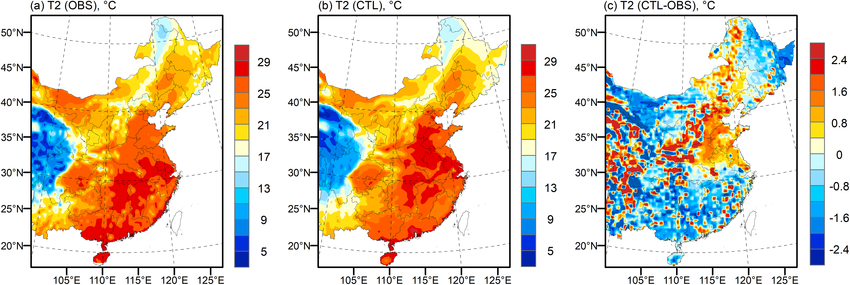 (a) T2 (OBS), °C
(b) T2 (CTL), °C
(c) T2 (CTL-OBS), °C
50°N
45°N
40°N
35°N
30°N
25°N
20°N
105°E 110°E 115°E 120°E 125°E
29
25
21
17
13
9
5
50°N
45°N
40°N
35°N
30°N
25°N
20°N
105°E 110°E 115°E 120°E 125°E
29
25
21
17
13
9
5
50°N
45°N
40°N
35°N
30°N
25°N
20°N
105°E 110°E 115°E 120°E 125°E
2.4
1.6
0.8
0
-0.8
-1.6
-2.4